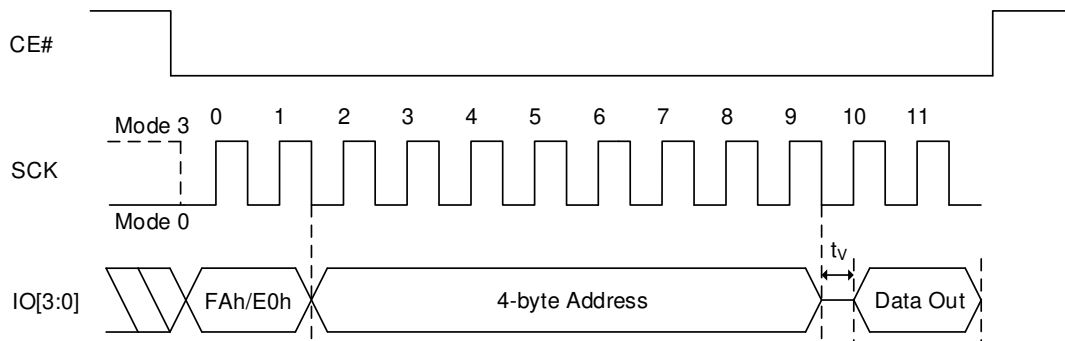 CE#
0 1 2 3 4 5 6 7 8 9 10 11
Mode 3
SCK
Mode 0
tV
IO[3:0] FAh/E0h 4-byte Address Data Out